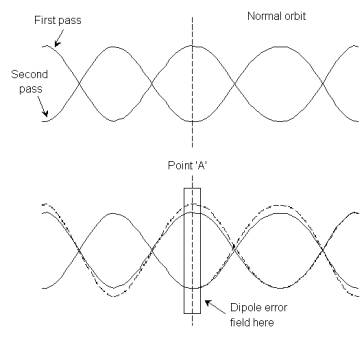 First pass
Normal orbit
Second
pass
Point 'A'
Dipole error
field here